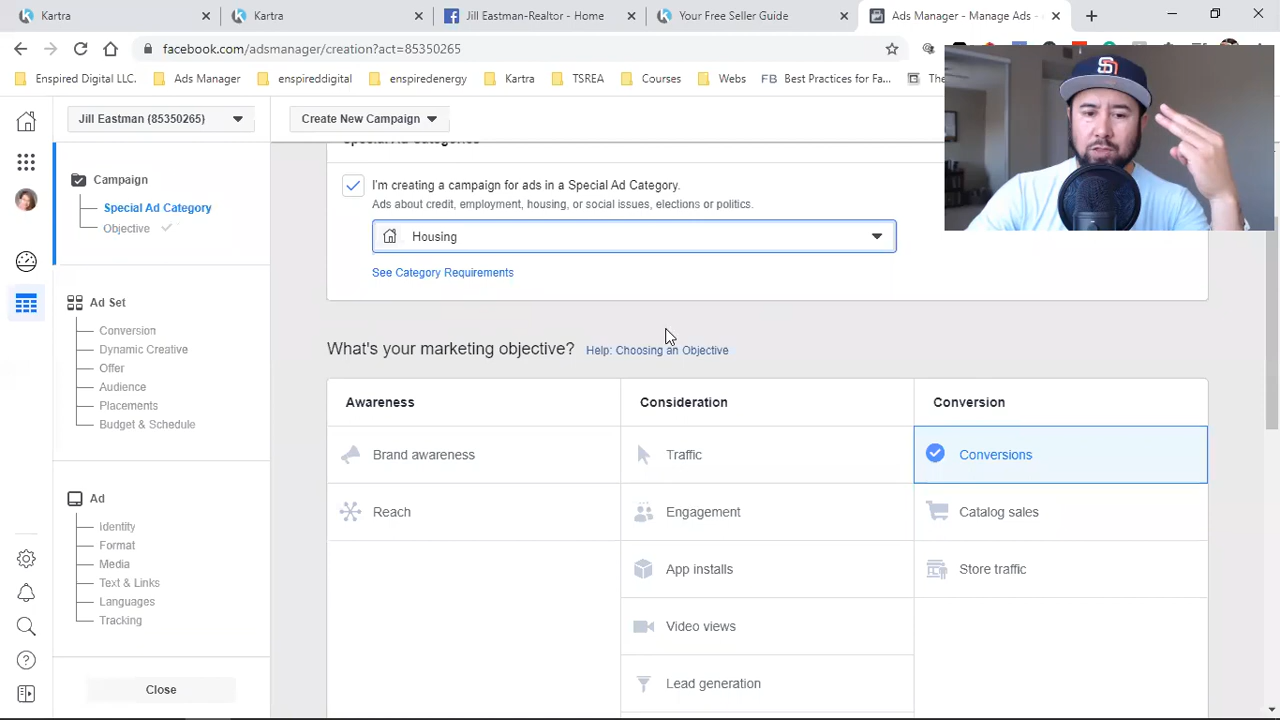 Kartra
Kartra
Jill Eastman-Realtor - Home
Your Free Seller Guide
Ads Manager - Manage Ads -
facebook.com/adsmanager/creation?act=85350265
Enspired Digital LLC.
Ads Manager
enspireddigital
enspiredenergy
Kartra
TSREA
Courses
Webs
FB Best Practices for Fa...
Jill Eastman (85350265)
Create New Campaign
Special Ad Categories
Campaign
Special Ad Category
Objective
I'm creating a campaign for ads in a Special Ad Category.
Ads about credit, employment, housing, or social issues, elections or politics.
Housing
See Category Requirements
Ad Set
Conversion
Dynamic Creative
Offer
Audience
Placements
Budget & Schedule
What's your marketing objective? Help: Choosing an Objective
Awareness
Consideration
Conversion
Brand awareness
Traffic
Conversions
Reach
Engagement
Catalog sales
App installs
Store traffic
Video views
Lead generation
Ad
Identity
Format
Media
Text & Links
Languages
Tracking
Close